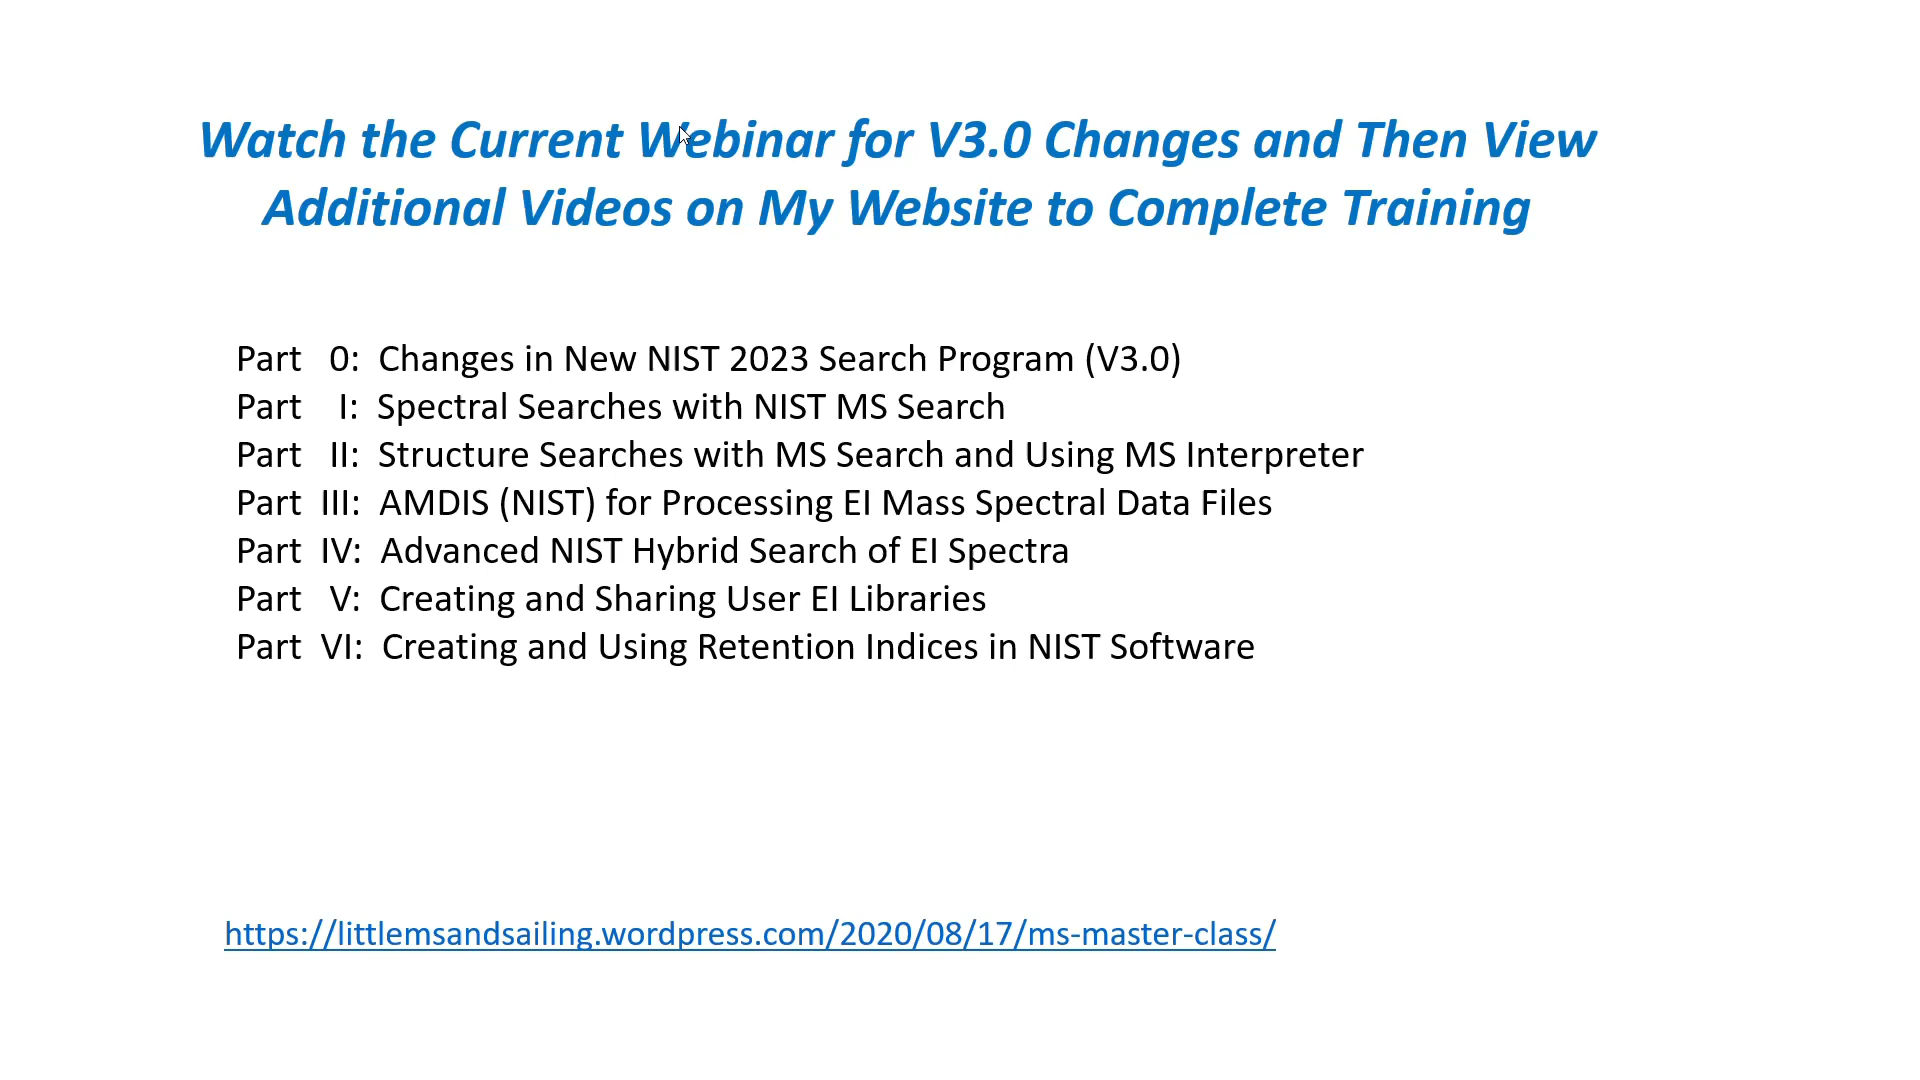 Watch the Current Webinar for V3.0 Changes and Then View
Additional Videos on My Website to Complete Training
Part 0: Changes in New NIST 2023 Search Program (V3.0)
Part I: Spectral Searches with NIST MS Search
Part II: Structure Searches with MS Search and Using MS Interpreter
Part III: AMDIS (NIST) for Processing EI Mass Spectral Data Files
Part IV: Advanced NIST Hybrid Search of EI Spectra
Part V: Creating and Sharing User EI Libraries
Part VI: Creating and Using Retention Indices in NIST Software
https://littlemsandsailing.wordpress.com/2020/08/17/ms-master-class/